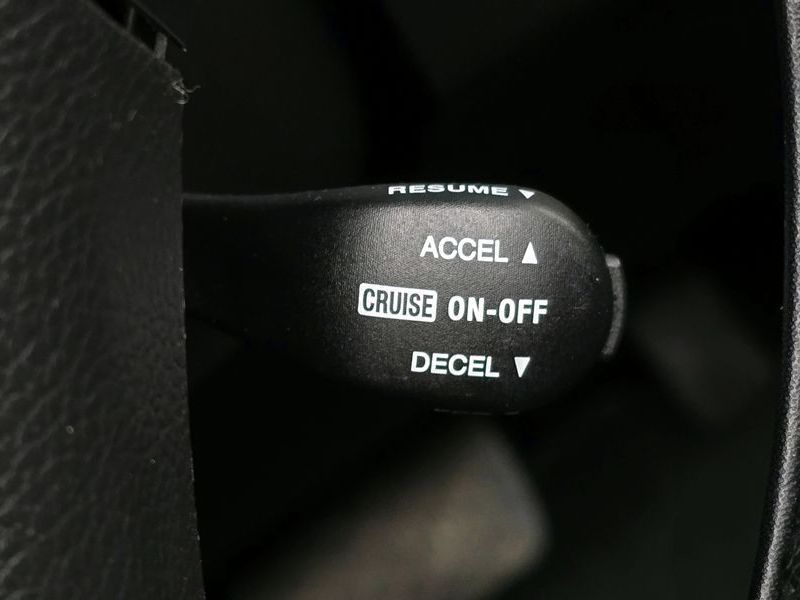 RESUME ▼
ACCEL ▲
CRUISE ON-OFF
DECEL ▼